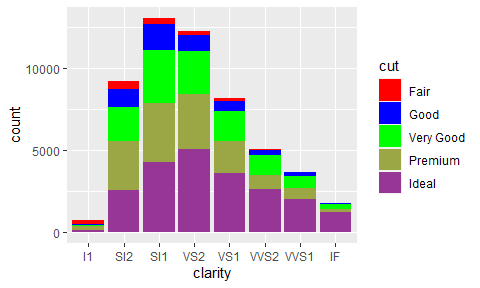 count
10000
5000
0
I1 SI2 SI1 VS2 VS1 VVS2 VVS1 IF
clarity
cut
Fair
Good
Very Good
Premium
Ideal